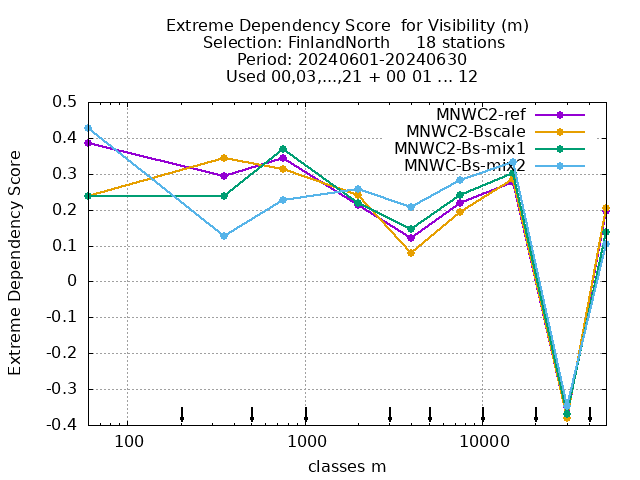 Extreme Dependency Score  for Visibility (m)
Selection: FinlandNorth     18 stations
Period: 20240601-20240630
Used 00,03,...,21 + 00 01 ... 12
MNWC2-ref
MNWC2-Bscale
MNWC2-Bs-mix1
MNWC-Bs-mix2
Extreme Dependency Score
0.5
0.4
0.3
0.2
0.1
0
-0.1
-0.2
-0.3
-0.4
100
1000
10000
classes m